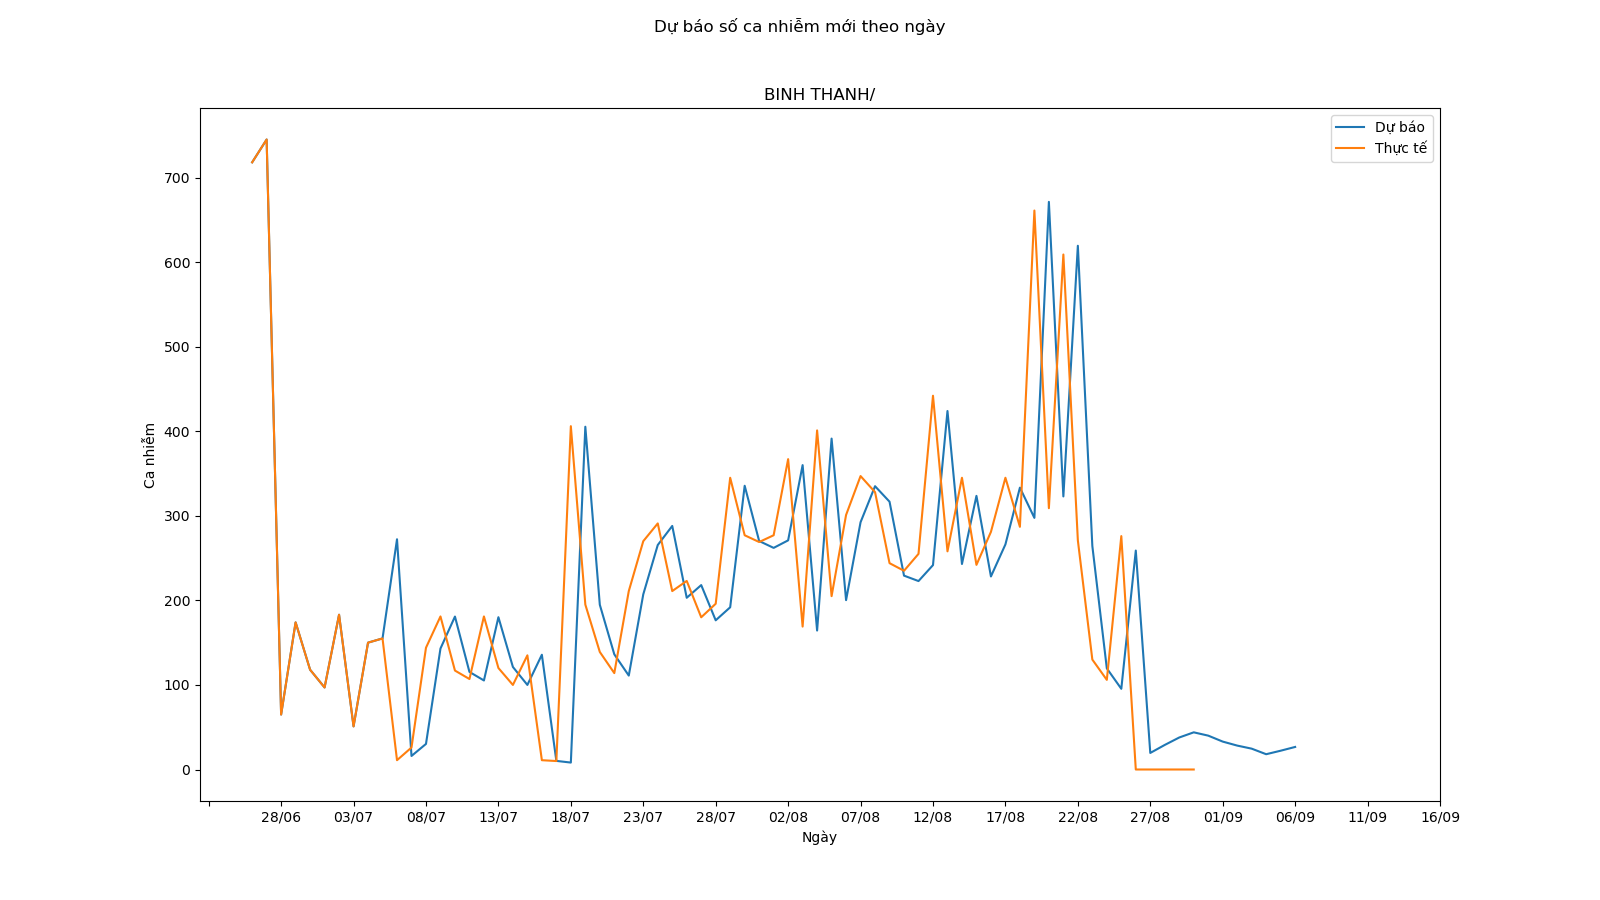 Dự báo số ca nhiễm mới theo ngày
BINH THANH/
Dự báo
Thực tế
700
600
500
400
300
200
100
0
Ca nhiễm
28/06 03/07 08/07 13/07 18/07 23/07 28/07 02/08 07/08 12/08 17/08 22/08 27/08 01/09 06/09 11/09 16/09
Ngày